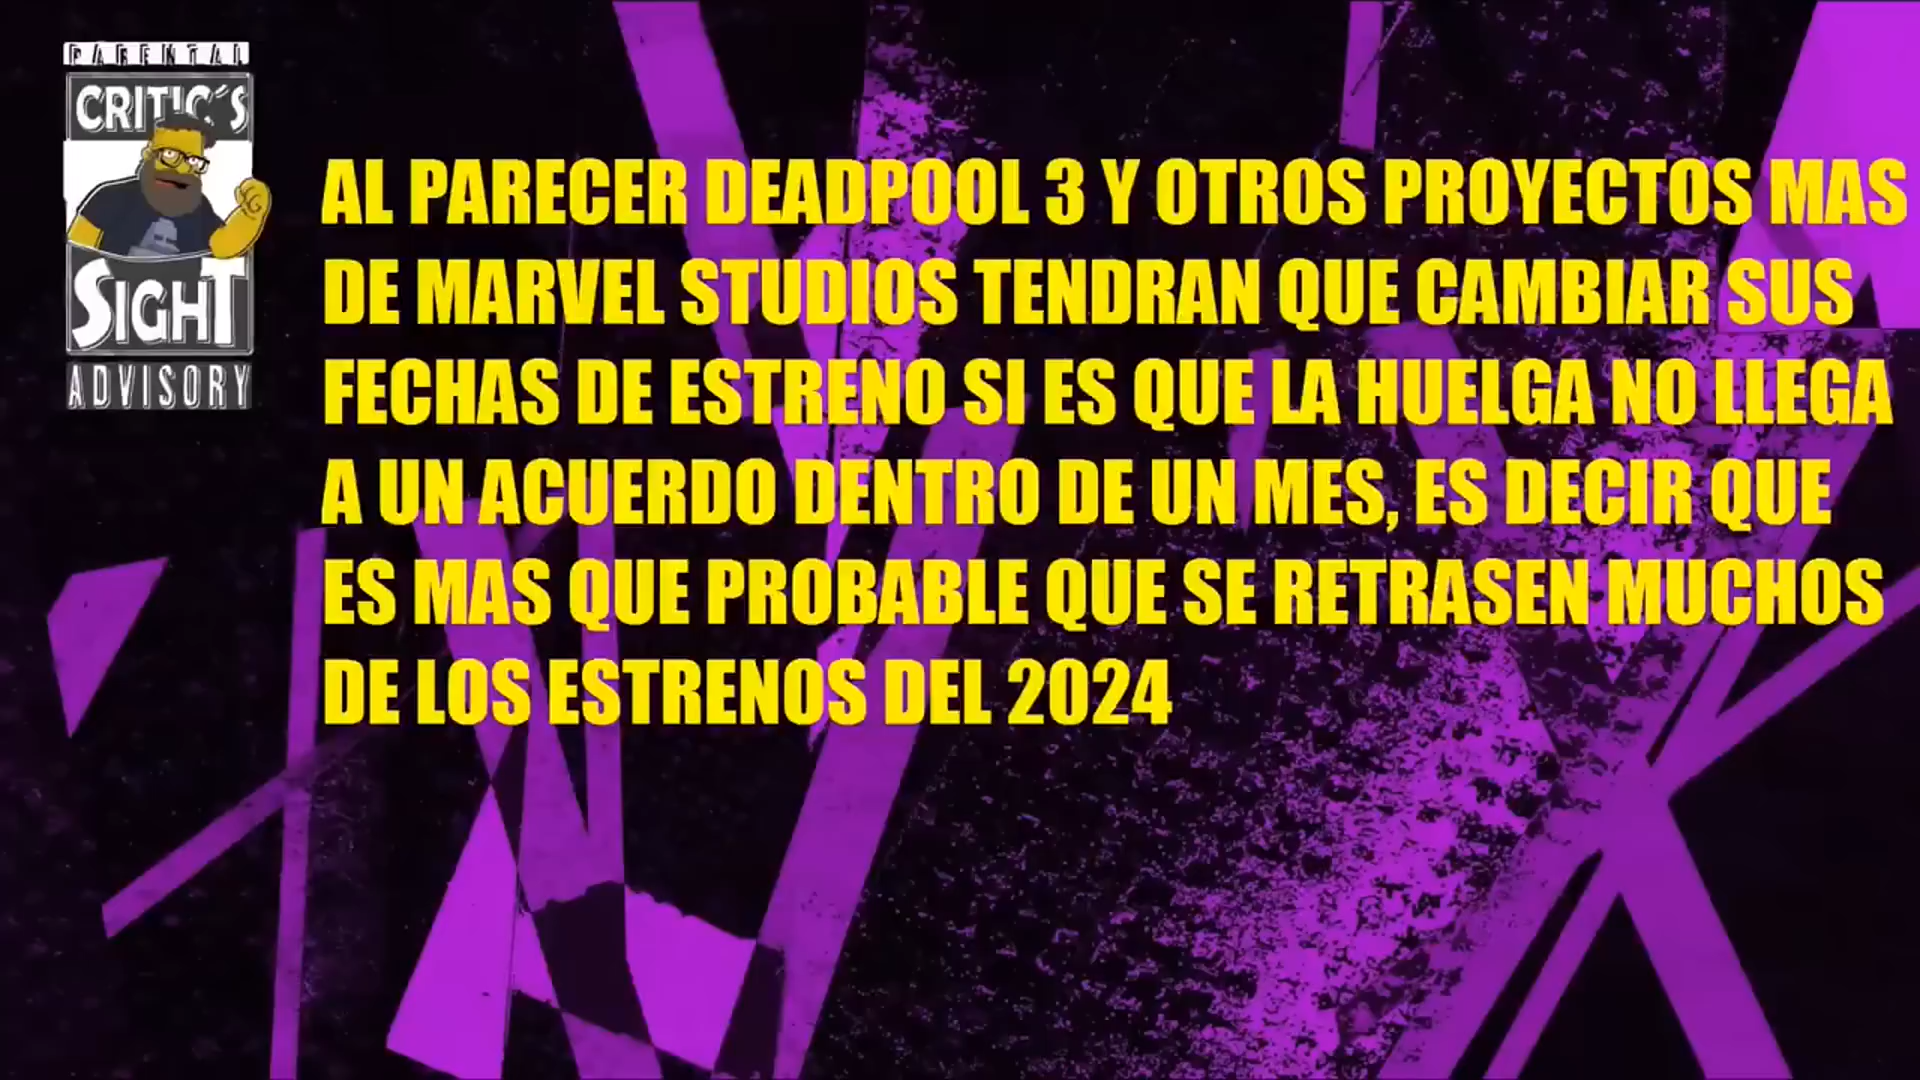 PARENTAL
CRITIC´S
SIGHT
ADVISORY
AL PARECER DEADPOOL 3 Y OTROS PROYECTOS MAS
DE MARVEL STUDIOS TENDRAN QUE CAMBIAR SUS
FECHAS DE ESTRENO SI ES QUE LA HUELGA NO LLEGA
A UN ACUERDO DENTRO DE UN MES, ES DECIR QUE
ES MAS QUE PROBABLE QUE SE RETRASEN MUCHOS
DE LOS ESTRENOS DEL 2024